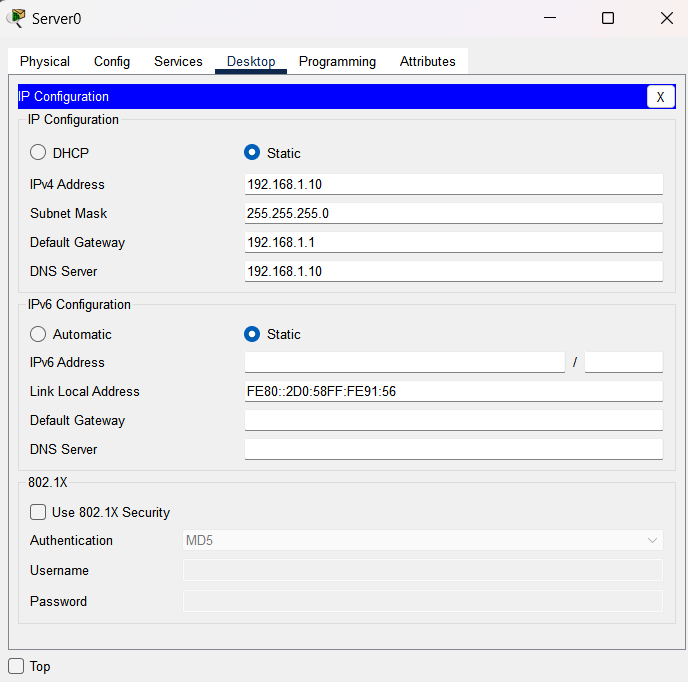 Server0
Physical Config Services Desktop Programming Attributes
IP Configuration
X
IP Configuration
DHCP Static
IPv4 Address 192.168.1.10
Subnet Mask 255.255.255.0
Default Gateway 192.168.1.1
DNS Server 192.168.1.10
IPv6 Configuration
Automatic Static
IPv6 Address /
Link Local Address FE80::2D0:58FF:FE91:56
Default Gateway
DNS Server
802.1X
Use 802.1X Security
Authentication MD5
Username
Password
Top